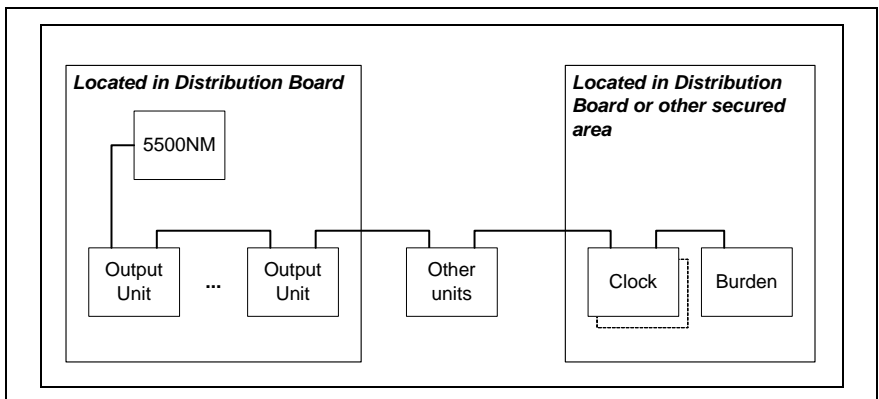 Located in Distribution Board
Located in Distribution
Board or other secured
area
5500NM
Output
Unit
...
Output
Unit
Other
units
Clock
Burden